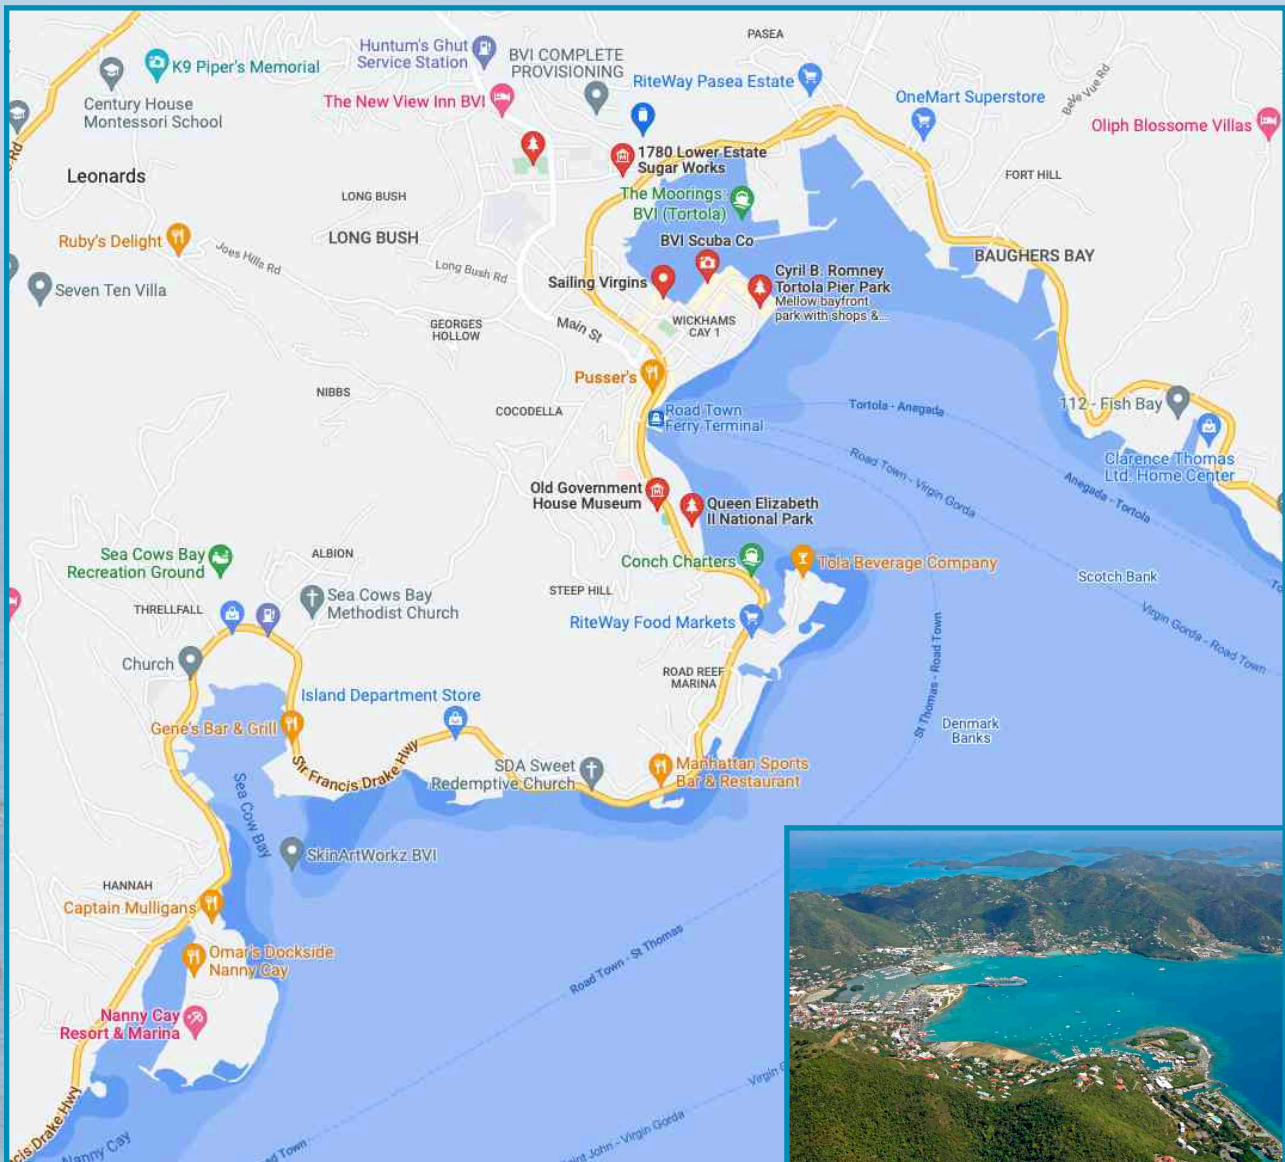 PASEA
Huntum's Ghut
Service Station
BVI COMPLETE
PROVISIONING
K9 Piper's Memorial
RiteWay Pasea Estate
Century House
Montessori School
The New View Inn BVI
OneMart Superstore
Belle Vue Rd
Oliph Blossome Villas
Rd
1780 Lower Estate
Sugar Works
Leonards
FORT HILL
LONG BUSH
The Moorings:
BVI (Tortola)
Ruby's Delight
LONG BUSH
BVI Scuba Co
Joes Hills Rd
Long Bush Rd
BAUGHERS BAY
Sailing Virgins
Cyril B. Romney
Tortola Pier Park
Mellow bayfront
park with shops &...
Seven Ten Villa
GEORGES
HOLLOW
Main St
WICKHAMS
CAY 1
Pusser's
NIBBS
COCODELLA
Road Town
Ferry Terminal
Tortola - Anegada
112 - Fish Bay
Clarence Thomas
Ltd. Home Center
Road Town - Virgin Gorda
Anegada - Tortola
Old Government
House Museum
Queen Elizabeth
II National Park
Sea Cows Bay
Recreation Ground
ALBION
Conch Charters
Tola Beverage Company
Scotch Bank
STEEP HILL
THRELLFALL
Sea Cows Bay
Methodist Church
RiteWay Food Markets
Virgin Gorda - Road Town
To
St Thomas - Road Town
Church
ROAD REEF
MARINA
Island Department Store
Gene's Bar & Grill
Denmark
Banks
Sir Francis Drake Hwy
SDA Sweet
Redemptive Church
Manhattan Sports
Bar & Restaurant
Sea Cow Bay
SkinArtWorkz BVI
HANNAH
Captain Mulligans
Omar's Dockside
Nanny Cay
Road Town - St Thomas
Nanny Cay
Resort & Marina
Virgin G
cis Drake Hwy
Nanny Cay
ad Town
aint John - Virgin Gorda